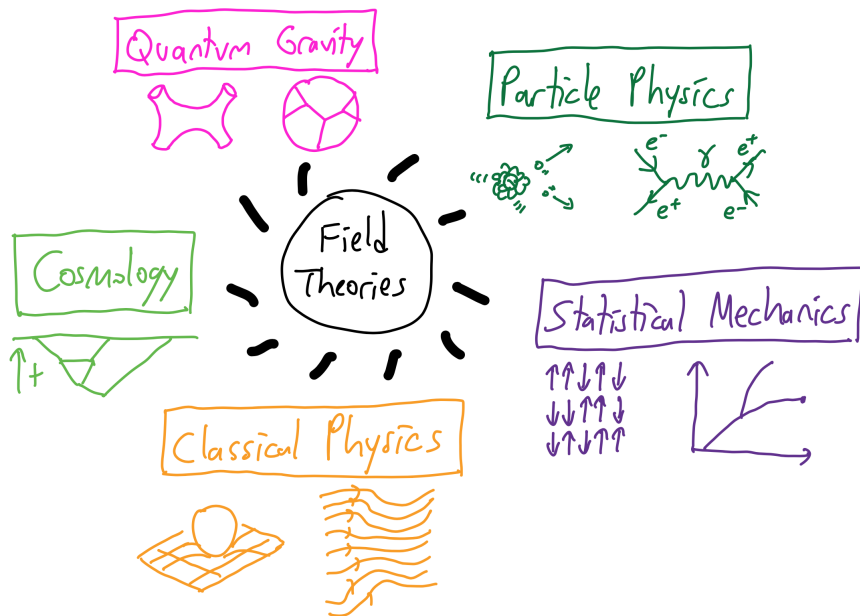 Quantum Gravity
Particle Physics
e⁻
γ
e⁺
e⁺
e⁻
Field
Theories
Cosmology
Statistical Mechanics
Classical Physics